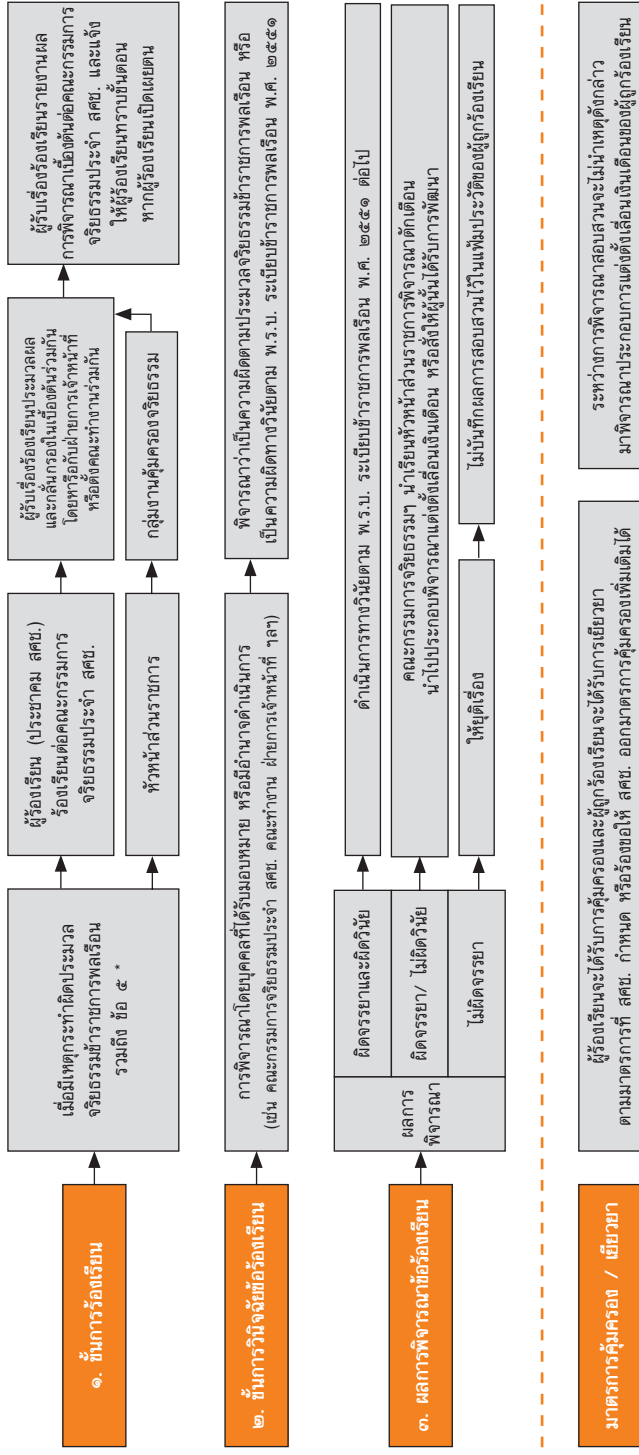 ๑. ขั้นการร้องเรียน
เมื่อมีเหตุกระทำผิดประมวล
จริยธรรมข้าราชการพลเรือน
รวมถึง ข้อ ๕ *
ผู้ร้องเรียน (ประชาคม สศช.)
ร้องเรียนต่อคณะกรรมการ
จริยธรรมประจำ สศช.
หัวหน้าส่วนราชการ
ผู้รับเรื่องร้องเรียนประมวลผล
และกลั่นกรองในเบื้องต้นร่วมกัน
โดยหารือกับฝ่ายการเจ้าหน้าที่
หรือตั้งคณะทำงานร่วมกัน
กลุ่มงานคุ้มครองจริยธรรม
ผู้รับเรื่องร้องเรียนรายงานผล
การพิจารณาเบื้องต้นต่อคณะกรรมการ
จริยธรรมประจำ สศช. และแจ้ง
ให้ผู้ร้องเรียนทราบขั้นตอน
หากผู้ร้องเรียนเปิดเผยตน
๒. ขั้นการวินิจฉัยข้อร้องเรียน
การพิจารณาโดยบุคคลที่ได้รับมอบหมาย หรือมีอำนาจดำเนินการ
(เช่น คณะกรรมการจริยธรรมประจำ สศช. คณะทำงาน ฝ่ายการเจ้าหน้าที่ ฯลฯ)
พิจารณาว่าเป็นความผิดตามประมวลจริยธรรมข้าราชการพลเรือน หรือ
เป็นความผิดทางวินัยตาม พ.ร.บ. ระเบียบข้าราชการพลเรือน พ.ศ. ๒๕๕๑
๓. ผลการพิจารณาข้อร้องเรียน
ผลการ
พิจารณา
ผิดจรรยาและผิดวินัย
ดำเนินการทางวินัยตาม พ.ร.บ. ระเบียบข้าราชการพลเรือน พ.ศ. ๒๕๕๑ ต่อไป
ผิดจรรยา/ ไม่ผิดวินัย
คณะกรรมการจริยธรรมฯ นำเรียนหัวหน้าส่วนราชการพิจารณาตักเตือน
นำไปประกอบพิจารณาแต่งตั้งเลื่อนเงินเดือน หรือสั่งให้ผู้นั้นได้รับการพัฒนา
ไม่ผิดจรรยา
ให้ยุติเรื่อง
ไม่บันทึกผลการสอบสวนไว้ในแฟ้มประวัติของผู้ถูกร้องเรียน
มาตรการคุ้มครอง / เยียวยา
ผู้ร้องเรียนจะได้รับการคุ้มครองและผู้ถูกร้องเรียนจะได้รับการเยียวยา
ตามมาตรการที่ สศช. กำหนด หรือร้องขอให้ สศช. ออกมาตรการคุ้มครองเพิ่มเติมได้
ระหว่างการพิจารณาสอบสวนจะไม่นำเหตุดังกล่าว
มาพิจารณาประกอบการแต่งตั้งเลื่อนเงินเดือนของผู้ถูกร้องเรียน